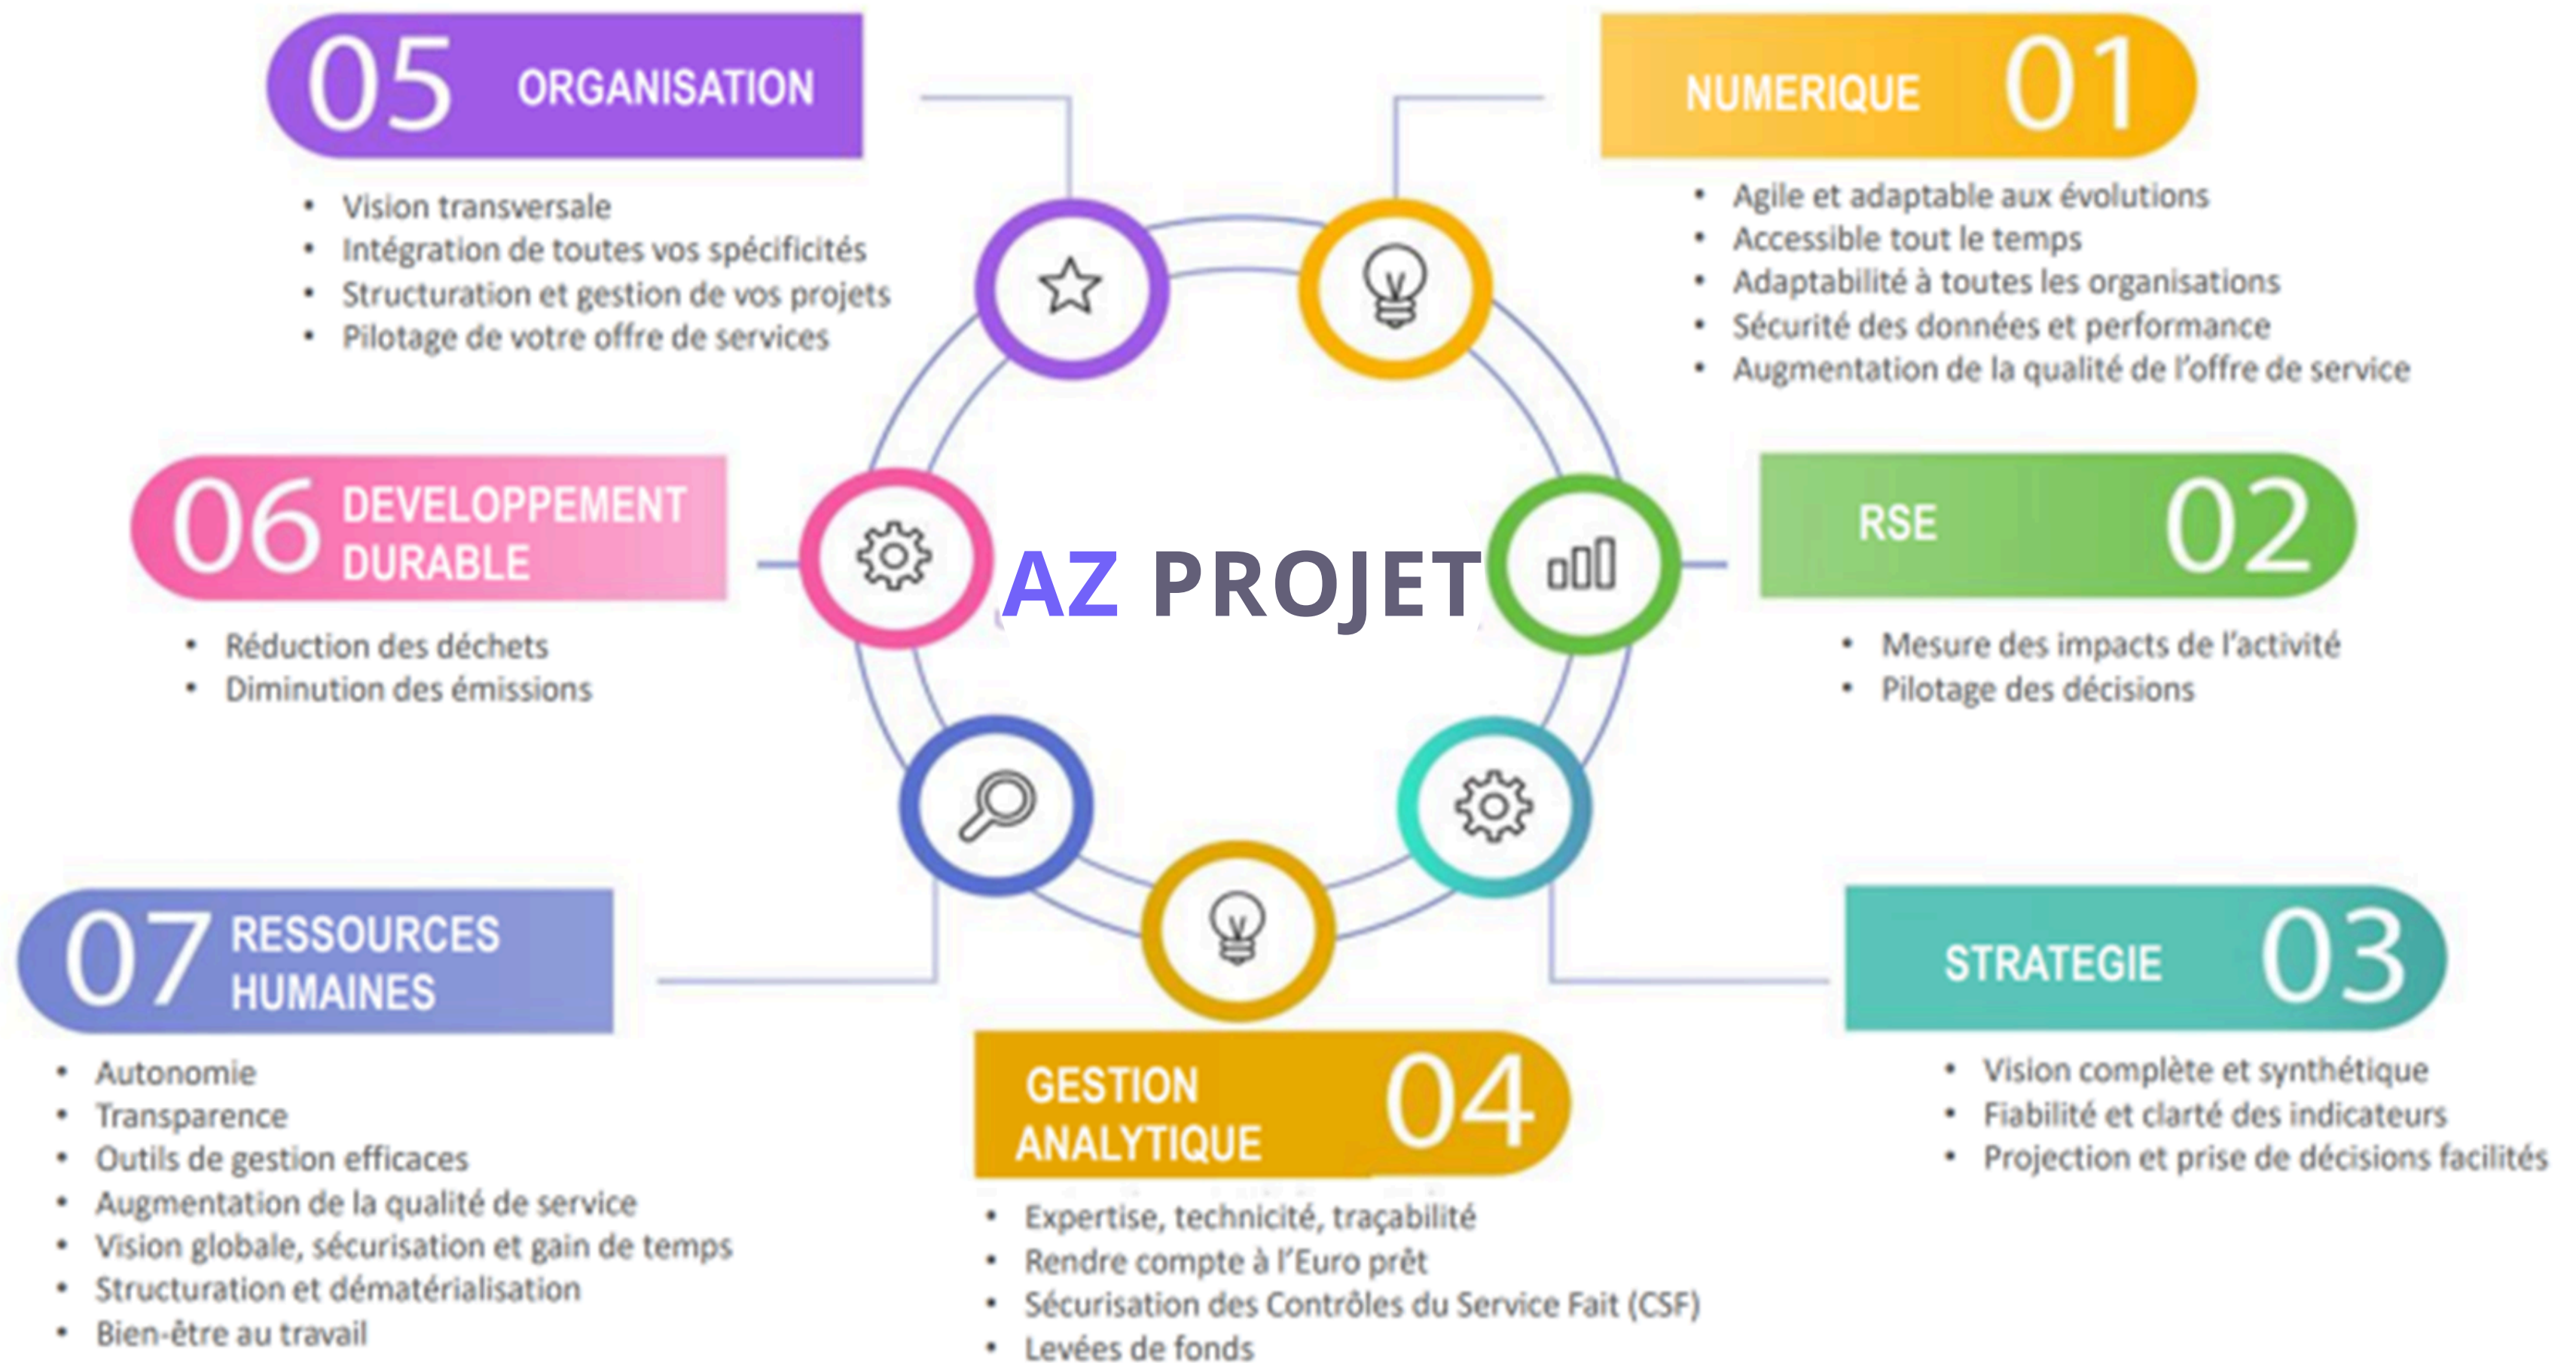 05 ORGANISATION
• Vision transversale
• Intégration de toutes vos spécificités
• Structuration et gestion de vos projets
• Pilotage de votre offre de services
NUMERIQUE 01
• Agile et adaptable aux évolutions
• Accessible tout le temps
• Adaptabilité à toutes les organisations
• Sécurité des données et performance
• Augmentation de la qualité de l'offre de service
06 DEVELOPPEMENT
DURABLE
• Réduction des déchets
• Diminution des émissions
AZ PROJET
RSE 02
• Mesure des impacts de l'activité
• Pilotage des décisions
07 RESSOURCES
HUMAINES
• Autonomie
• Transparence
• Outils de gestion efficaces
• Augmentation de la qualité de service
• Vision globale, sécurisation et gain de temps
• Structuration et dématérialisation
• Bien-être au travail
GESTION
ANALYTIQUE 04
• Expertise, technicité, traçabilité
• Rendre compte à l'Euro prêt
• Sécurisation des Contrôles du Service Fait (CSF)
• Levées de fonds
STRATEGIE 03
• Vision complète et synthétique
• Fiabilité et clarté des indicateurs
• Projection et prise de décisions facilités